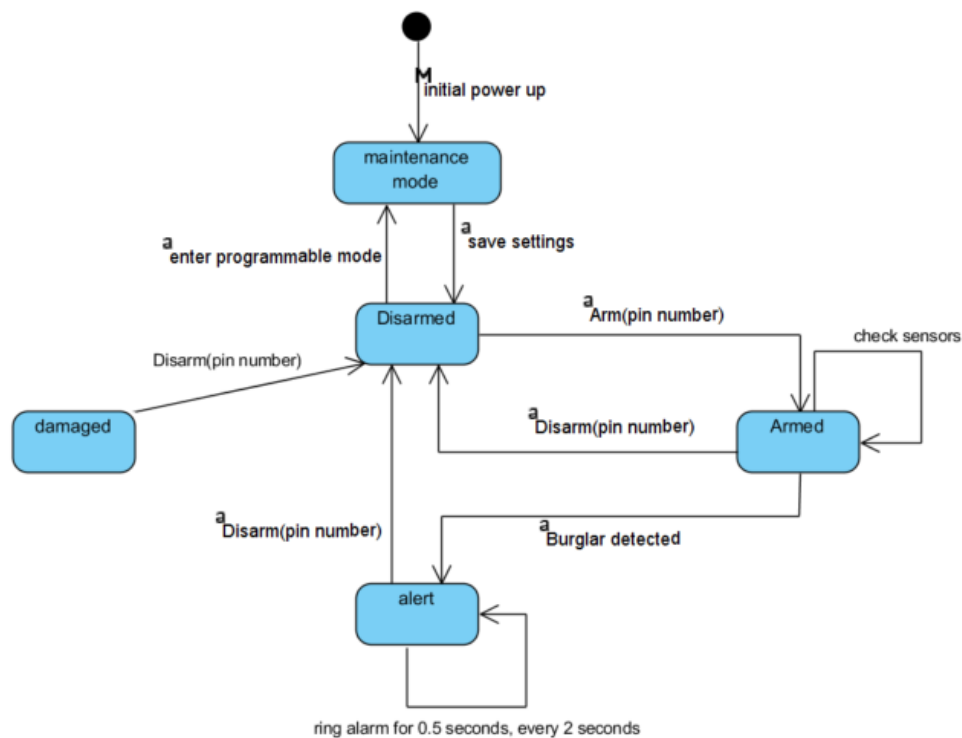 M
initial power up
maintenance
mode
a
enter programmable mode
a
save settings
Disarmed
a
Arm(pin number)
check sensors
Disarm(pin number)
damaged
a
Disarm(pin number)
Armed
a
Disarm(pin number)
a
Burglar detected
alert
ring alarm for 0.5 seconds, every 2 seconds